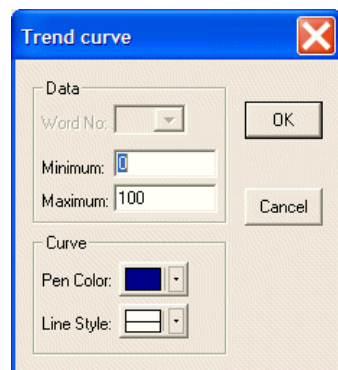 Trend curve
Data
Word No:
OK
Minimum: 0
Maximum: 100
Cancel
Curve
Pen Color:
Line Style: